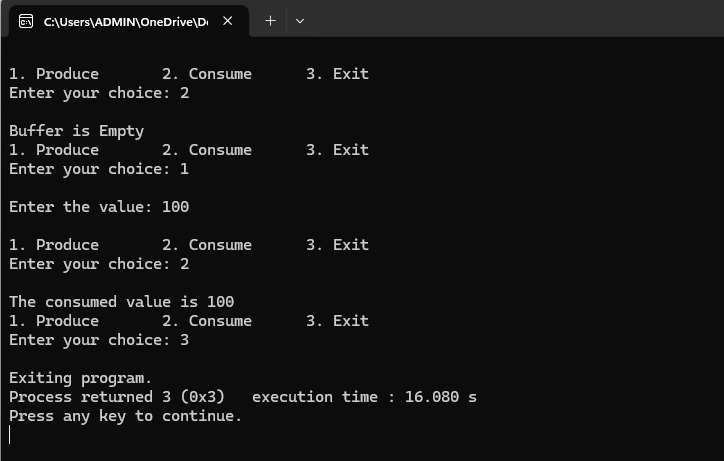 C:\Users\ADMIN\OneDrive\De
1. Produce       2. Consume      3. Exit
Enter your choice: 2
Buffer is Empty
1. Produce       2. Consume      3. Exit
Enter your choice: 1
Enter the value: 100
1. Produce       2. Consume      3. Exit
Enter your choice: 2
The consumed value is 100
1. Produce       2. Consume      3. Exit
Enter your choice: 3
Exiting program.
Process returned 3 (0x3)   execution time : 16.080 s
Press any key to continue.